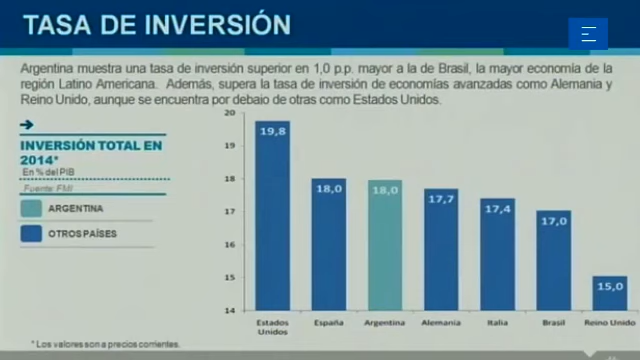 TASA DE INVERSIÓN
Argentina muestra una tasa de inversión superior en 1,0 p.p. mayor a la de Brasil, la mayor economía de la
región Latino Americana. Además, supera la tasa de inversión de economías avanzadas como Alemania y
Reino Unido, aunque se encuentra por debajo de otras como Estados Unidos.
INVERSIÓN TOTAL EN
2014*
En % del PIB
Fuente: FMI
ARGENTINA
OTROS PAÍSES
20
19
18
17
16
15
14
19,8
18,0
18,0
17,7
17,4
17,0
15,0
Estados
Unidos
España
Argentina
Alemania
Italia
Brasil
Reino Unido
* Los valores son a precios corrientes.